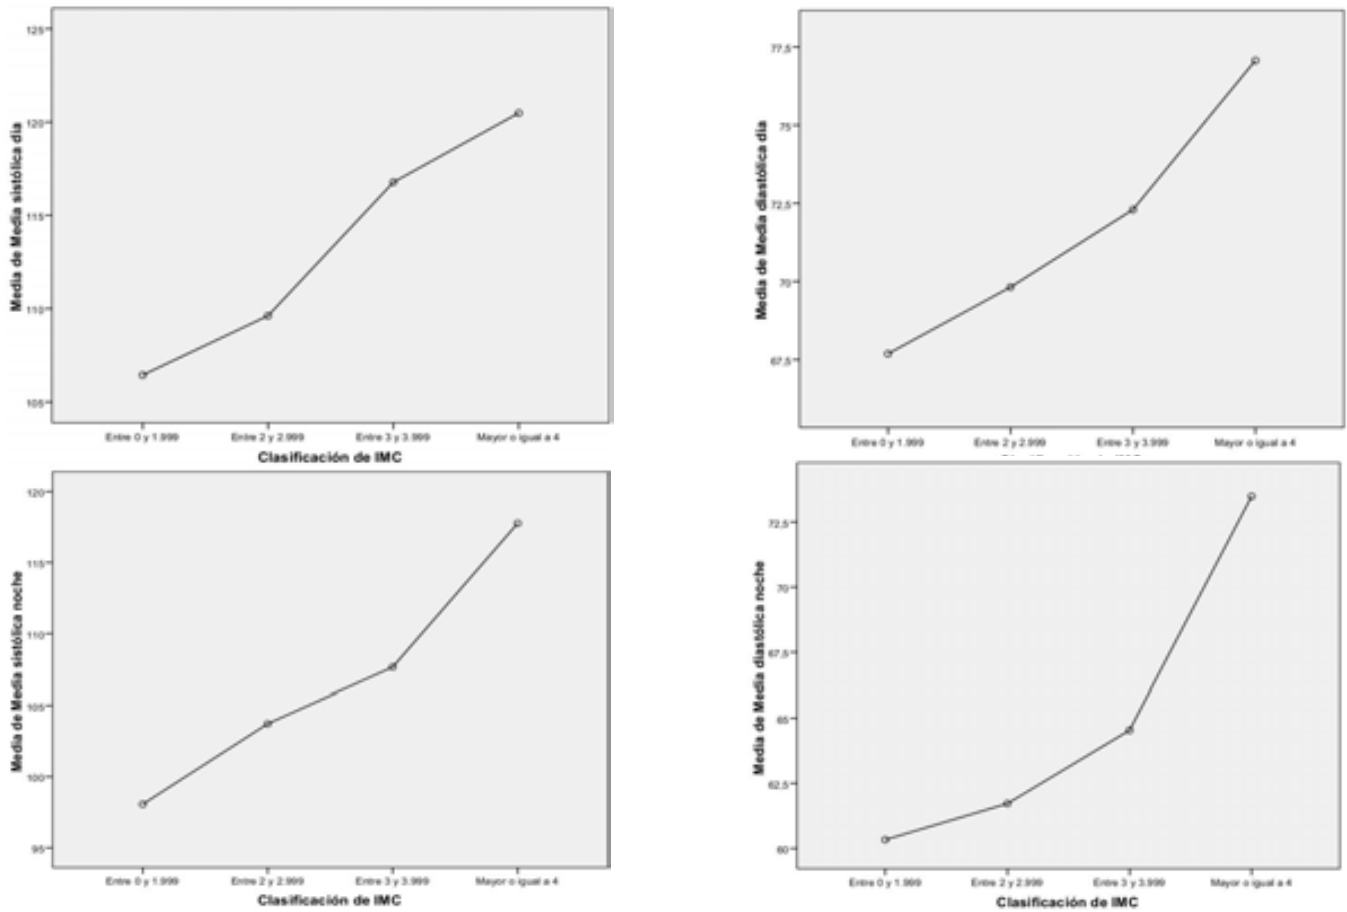 Media de Media sistólica día
125
120
115
110
105
Entre 0 y 1.999 Entre 2 y 2.999 Entre 3 y 3.999 Mayor o igual a 4
Clasificación de IMC
Media de Media diastólica día
77,5
75
72,5
70
67,5
Entre 0 y 1.999 Entre 2 y 2.999 Entre 3 y 3.999 Mayor o igual a 4
Media de Media sistólica noche
120
115
110
105
100
95
Entre 0 y 1.999 Entre 2 y 2.999 Entre 3 y 3.999 Mayor o igual a 4
Clasificación de IMC
Media de Media diastólica noche
72,5
70
67,5
65
62,5
60
Entre 0 y 1.999 Entre 2 y 2.999 Entre 3 y 3.999 Mayor o igual a 4
Clasificación de IMC